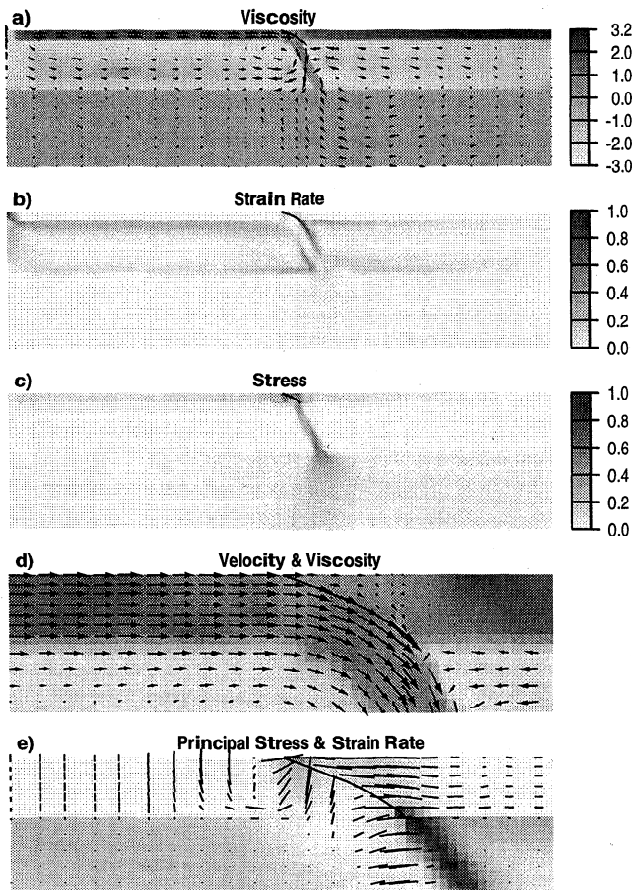 a)
Viscosity
3.2
2.0
1.0
0.0
-1.0
-2.0
-3.0
b)
Strain Rate
1.0
0.8
0.6
0.4
0.2
0.0
c)
Stress
1.0
0.8
0.6
0.4
0.2
0.0
d)
Velocity & Viscosity
e)
Principal Stress & Strain Rate